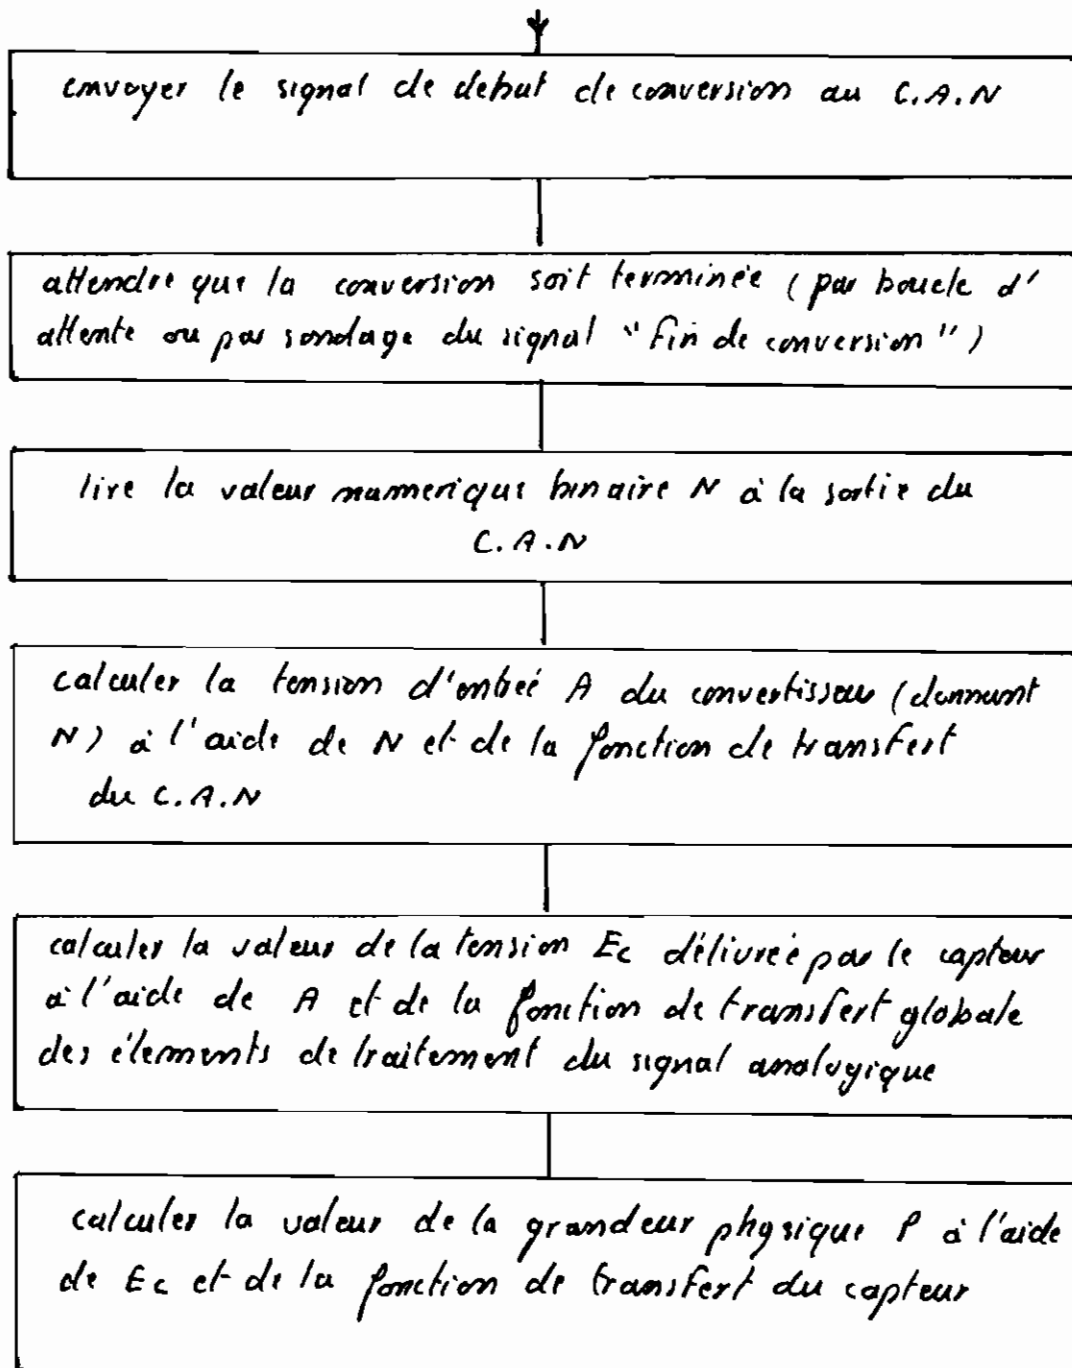 envoyer le signal de debut de conversion au C.A.N
attendre que la conversion soit terminée (par boucle d'
attente ou par sondage du signal "fin de conversion")
lire la valeur numerique binaire N à la sortie du
C.A.N
calculer la tension d'entreé A du convertisseur (donnant
N) à l'aide de N et de la fonction de transfert
du C.A.N
calculer la valeur de la tension Ec délivreé par le capteur
à l'aide de A et de la fonction de transfert globale
des élements de traitement du signal analogique
calculer la valeur de la grandeur physique P à l'aide
de Ec et de la fonction de transfert du capteur